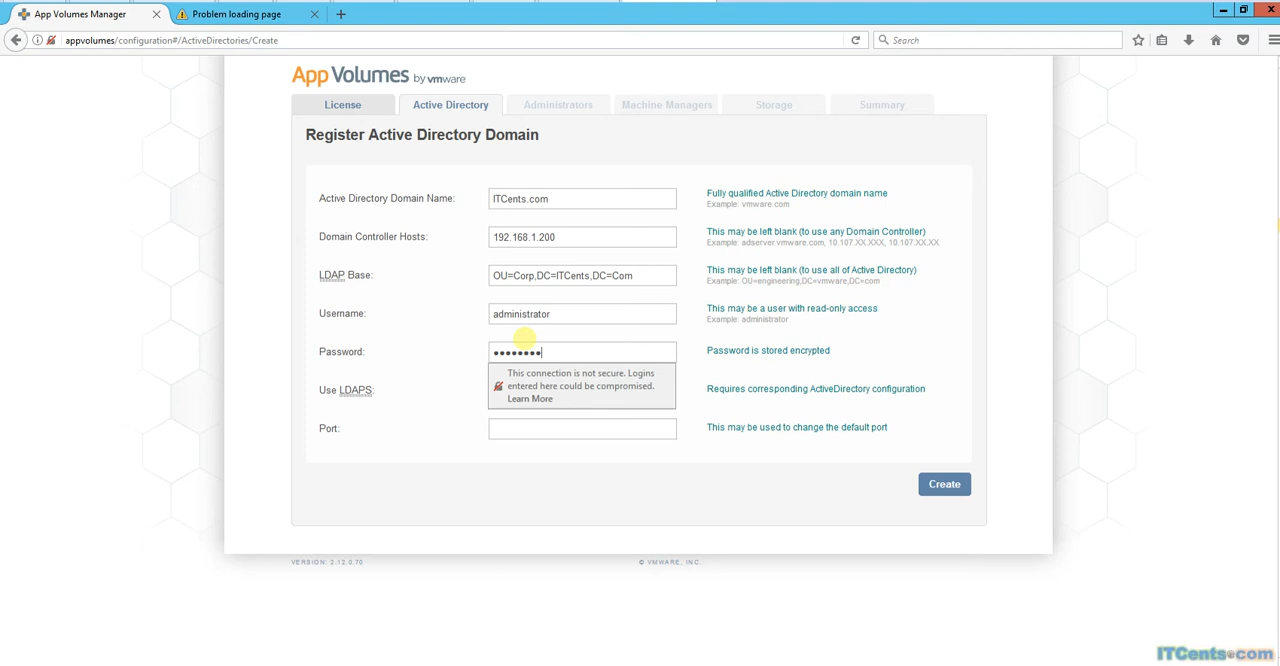 App Volumes Manager
Problem loading page
appvolumes/configuration#/ActiveDirectories/Create
Search
App Volumes by vmware
License
Active Directory
Administrators
Machine Managers
Storage
Summary
Register Active Directory Domain
Active Directory Domain Name:
ITCents.com
Fully qualified Active Directory domain name
Example: vmware.com
Domain Controller Hosts:
192.168.1.200
This may be left blank (to use any Domain Controller)
Example: adserver.vmware.com, 10.107.XX.XXX, 10.107.XX.XX
LDAP Base:
OU=Corp,DC=ITCents,DC=Com
This may be left blank (to use all of Active Directory)
Example: OU=engineering,DC=vmware,DC=com
Username:
administrator
This may be a user with read-only access
Example: administrator
Password:
••••••••
Password is stored encrypted
This connection is not secure. Logins
entered here could be compromised.
Learn More
Use LDAPS:
Requires corresponding ActiveDirectory configuration
Port:
This may be used to change the default port
Create
VERSION: 2.12.0.70
© VMWARE, INC.
ITCents.com